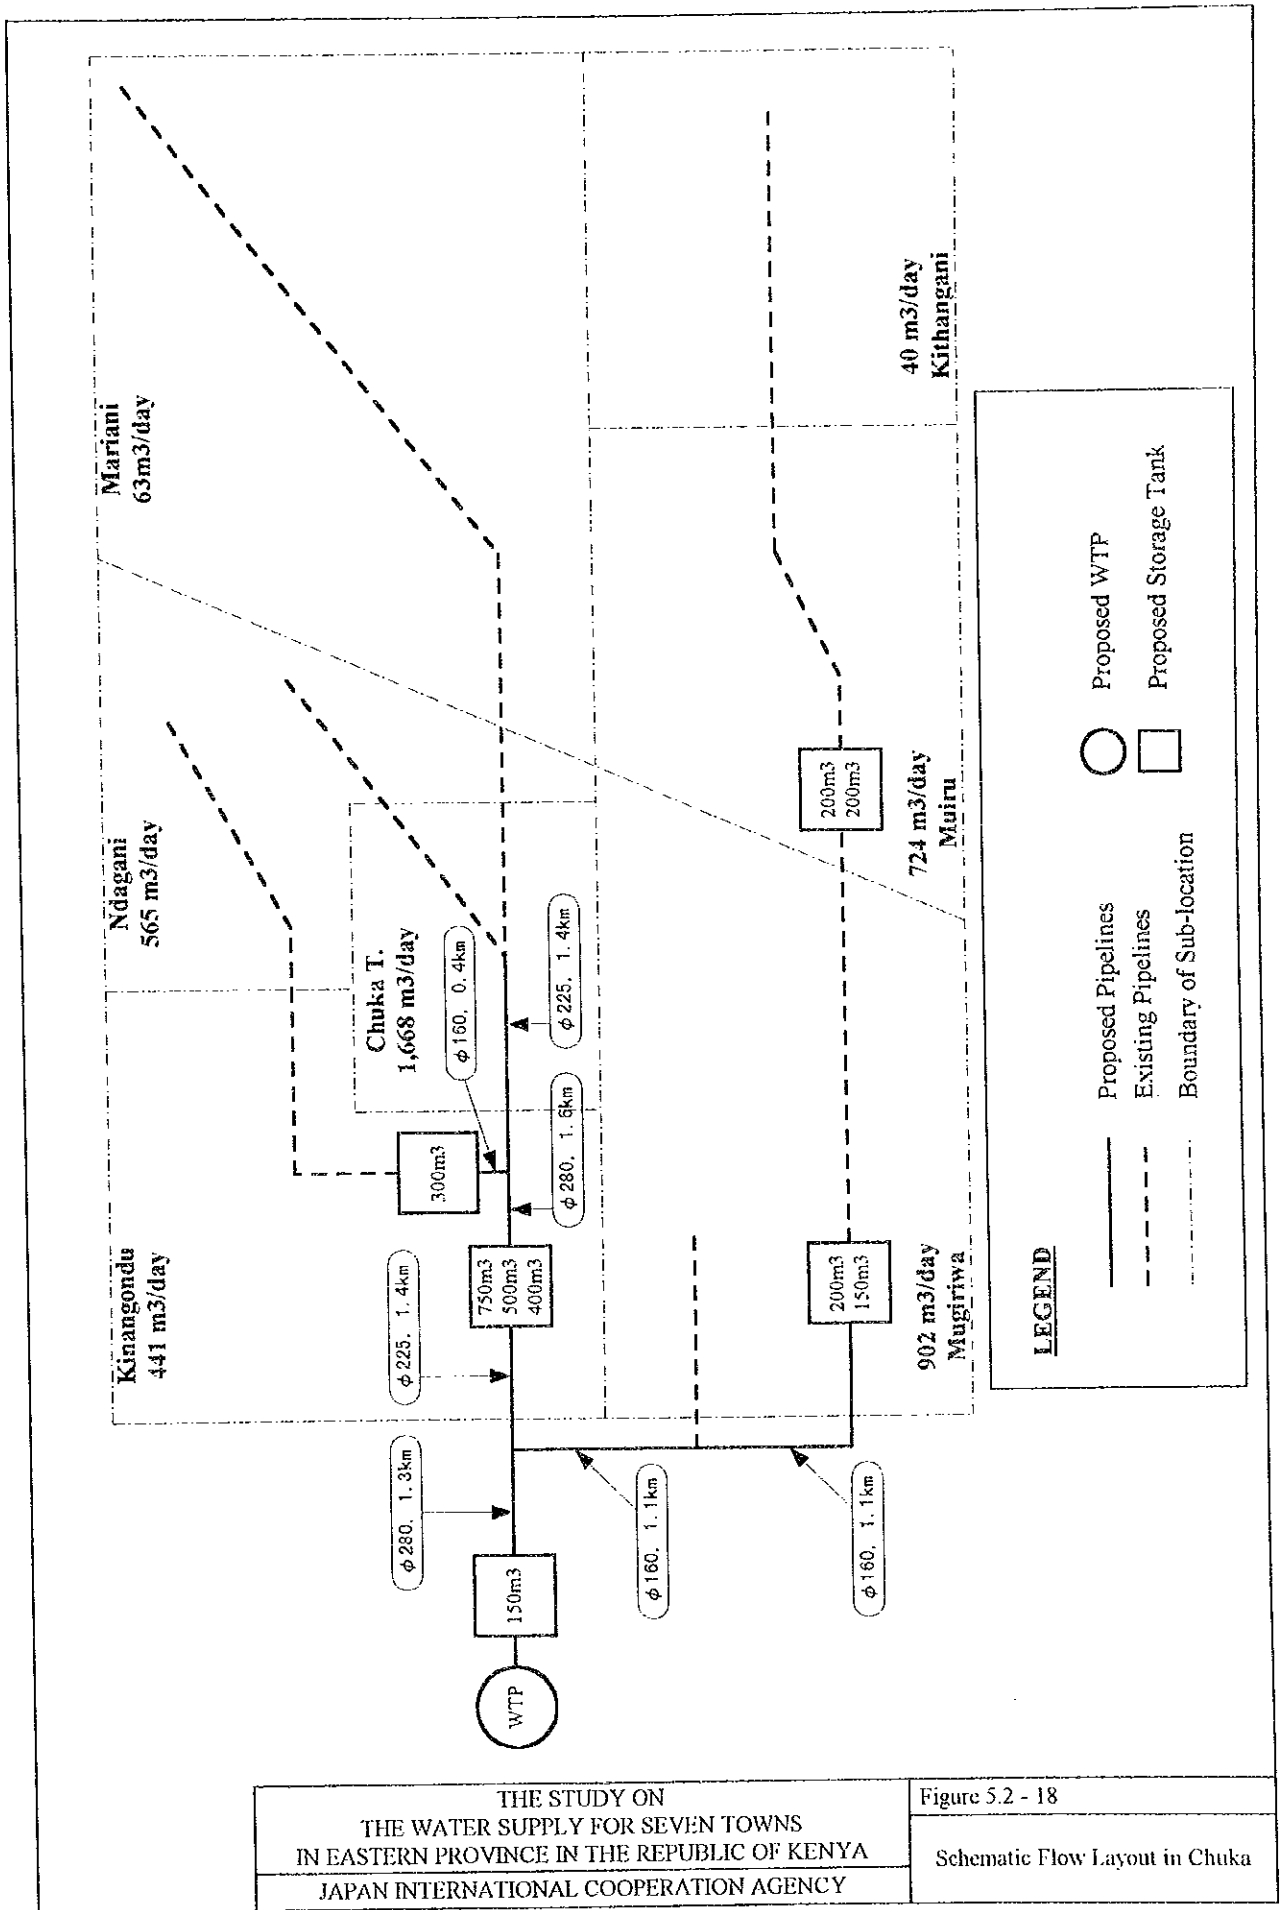 Kinangondu
441 m3/day
Ndagani
565 m3/day
Mariani
63m3/day
Chuka T.
1,668 m3/day
φ160, 0.4km
φ280, 1.3km
φ225, 1.4km
300m3
WTP
150m3
750m3
500m3
400m3
φ280, 1.6km
φ225, 1.4km
φ160, 1.1km
φ160, 1.1km
200m3
150m3
200m3
200m3
902 m3/day
Mugiriwa
724 m3/day
Muiru
40 m3/day
Kithangani
LEGEND
Proposed Pipelines
Existing Pipelines
Boundary of Sub-location
Proposed WTP
Proposed Storage Tank
THE STUDY ON
THE WATER SUPPLY FOR SEVEN TOWNS
IN EASTERN PROVINCE IN THE REPUBLIC OF KENYA
JAPAN INTERNATIONAL COOPERATION AGENCY
Figure 5.2 - 18
Schematic Flow Layout in Chuka